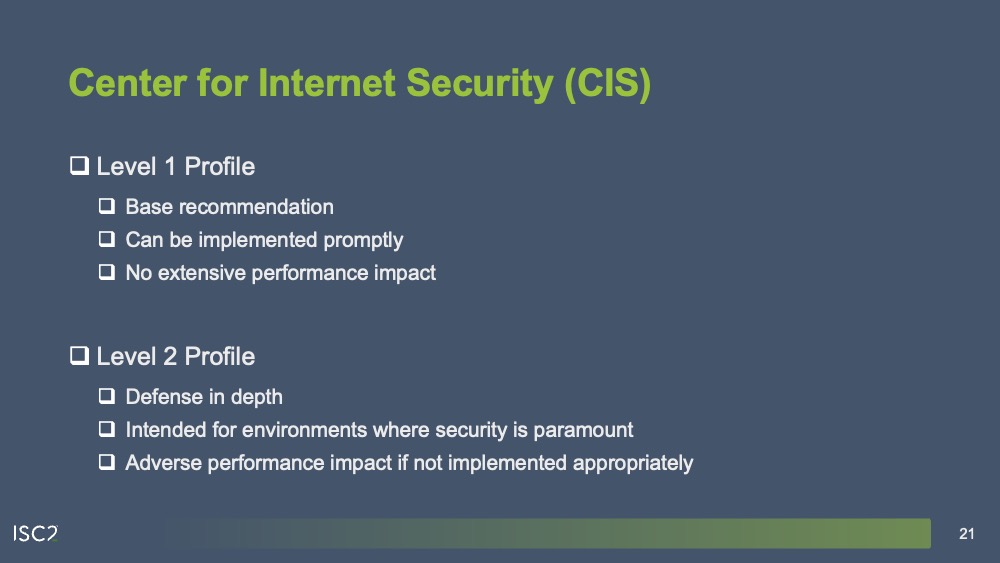 Center for Internet Security (CIS)
❑ Level 1 Profile
❑ Base recommendation
❑ Can be implemented promptly
❑ No extensive performance impact
❑ Level 2 Profile
❑ Defense in depth
❑ Intended for environments where security is paramount
❑ Adverse performance impact if not implemented appropriately
ISC2
21